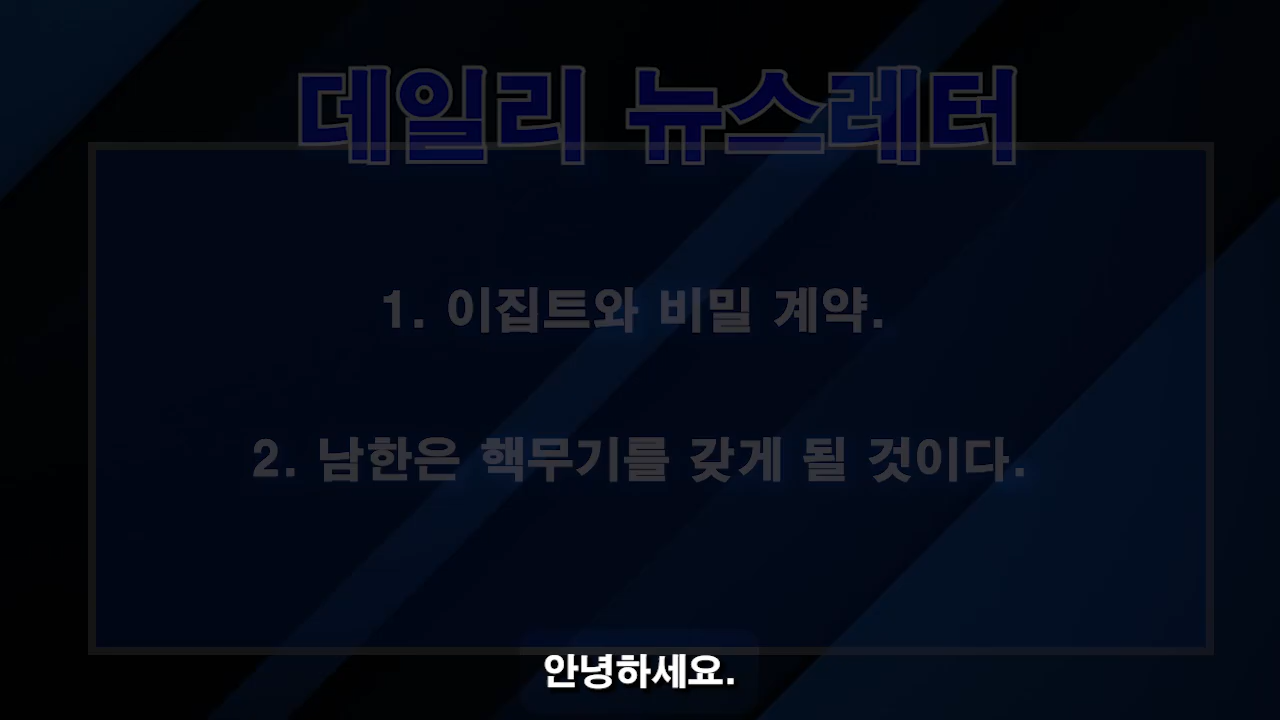 데일리 뉴스레터
1. 이집트와 비밀 계약.
2. 남한은 핵무기를 갖게 될 것이다.
안녕하세요.